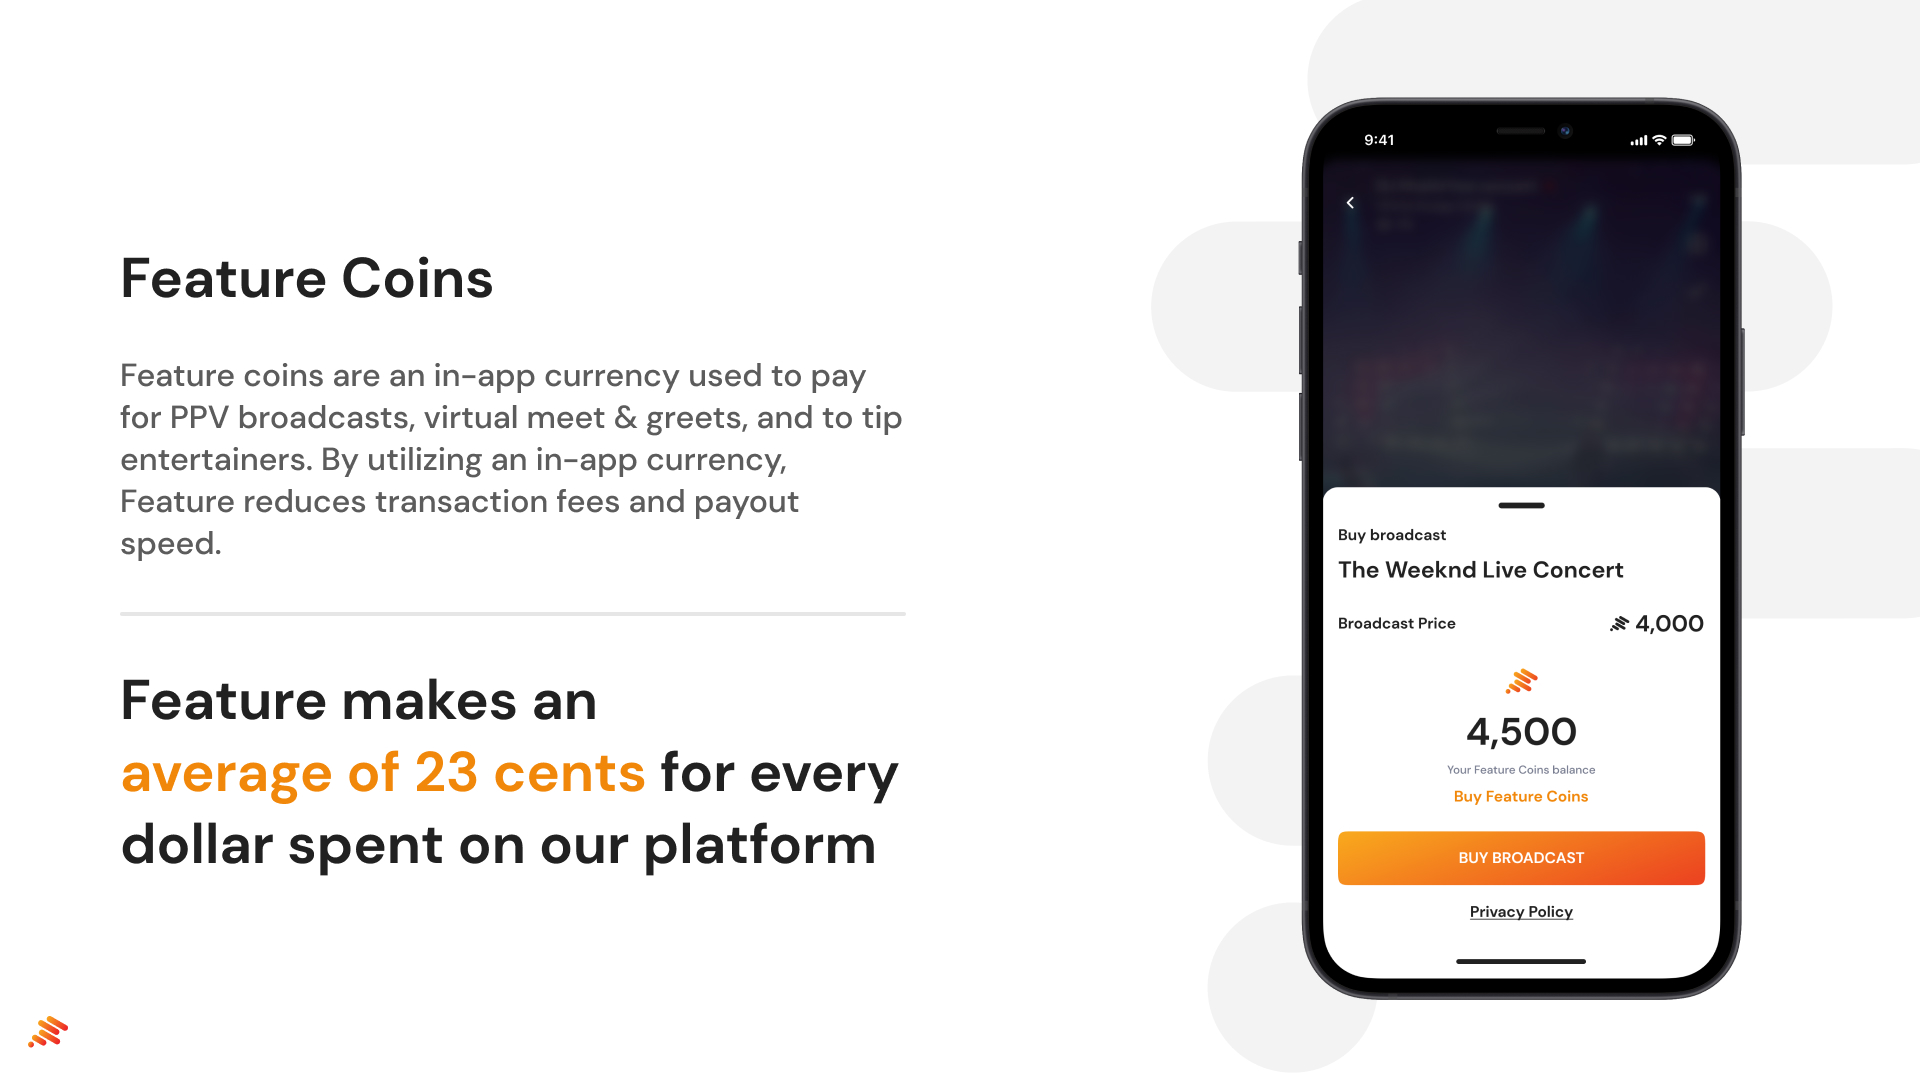 Feature Coins
Feature coins are an in-app currency used to pay
for PPV broadcasts, virtual meet & greets, and to tip
entertainers. By utilizing an in-app currency,
Feature reduces transaction fees and payout
speed.
Feature makes an
average of 23 cents for every
dollar spent on our platform
9:41
Buy broadcast
The Weeknd Live Concert
Broadcast Price 4,000
4,500
Your Feature Coins balance
Buy Feature Coins
BUY BROADCAST
Privacy Policy